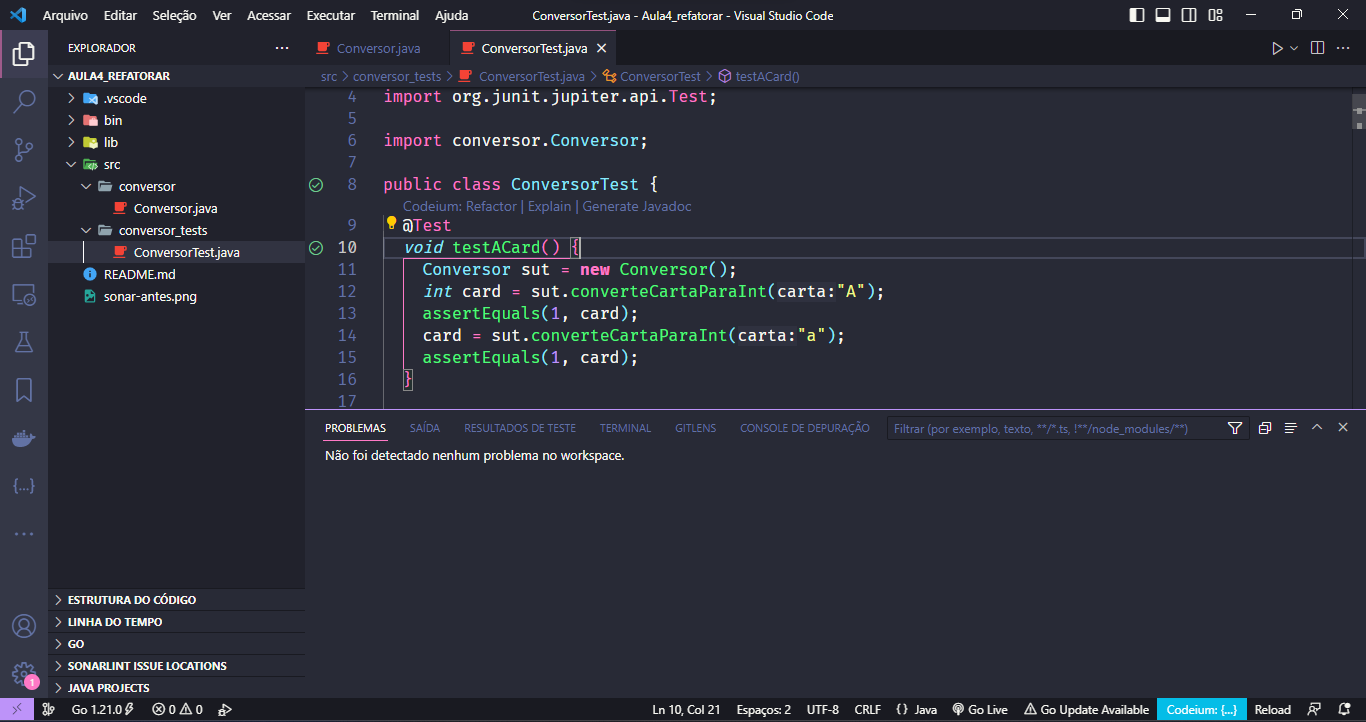 Arquivo Editar Seleção Ver Acessar Executar Terminal Ajuda ConversorTest.java - Aula4_refatorar - Visual Studio Code
EXPLORADOR
AULA4_REFATORAR
.vscode
bin
lib
src
conversor
Conversor.java
conversor_tests
ConversorTest.java
README.md
sonar-antes.png
ESTRUTURA DO CÓDIGO
LINHA DO TEMPO
GO
SONARLINT ISSUE LOCATIONS
JAVA PROJECTS
1
Conversor.java ConversorTest.java
src > conversor_tests > ConversorTest.java > ConversorTest > testACard()
4 import org.junit.jupiter.api.Test;
5
6 import conversor.Conversor;
7
8 public class ConversorTest {
Codeium: Refactor | Explain | Generate Javadoc
9 @Test
10 void testACard() {
11 Conversor sut = new Conversor();
12 int card = sut.converteCartaParaInt(carta:"A");
13 assertEquals(1, card);
14 card = sut.converteCartaParaInt(carta:"a");
15 assertEquals(1, card);
16 }
17
PROBLEMAS SAÍDA RESULTADOS DE TESTE TERMINAL GITLENS CONSOLE DE DEPURAÇÃO Filtrar (por exemplo, texto, **/*.ts, !**/node_modules/**)
Não foi detectado nenhum problema no workspace.
Go 1.21.0 0 0 Ln 10, Col 21 Espaços: 2 UTF-8 CRLF {} Java Go Live Go Update Available Codeium: {...} Reload